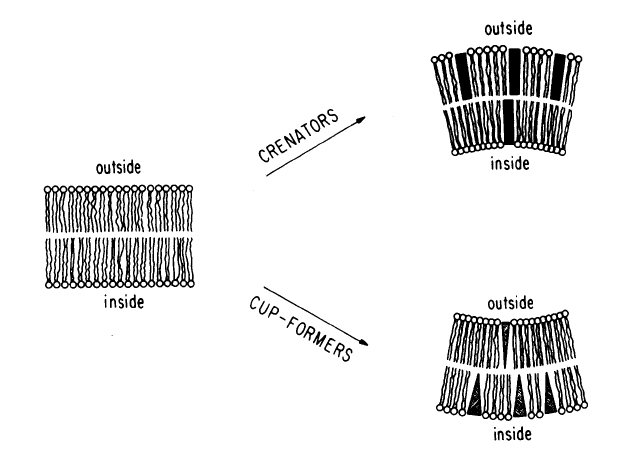 outside
CRENATORS
inside
outside
inside
outside
CUP-FORMERS
inside